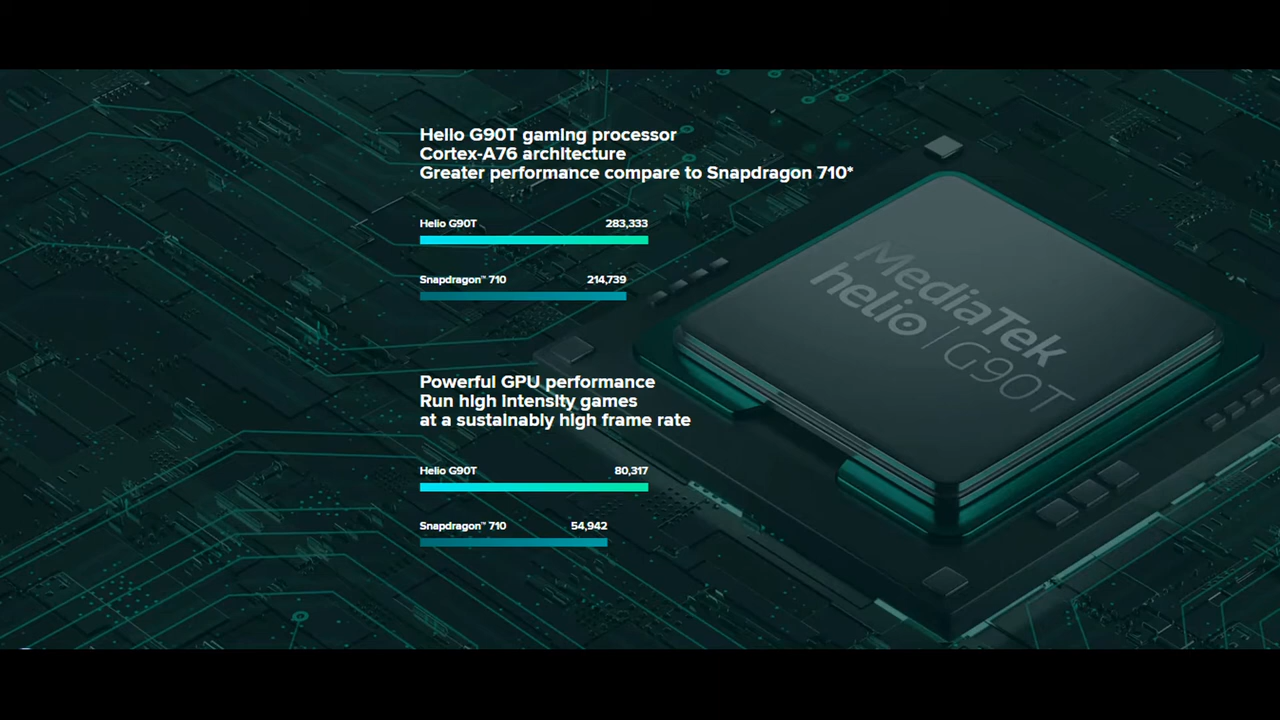 Helio G90T gaming processor
Cortex-A76 architecture
Greater performance compare to Snapdragon 710*
Helio G90T 283,333
Snapdragon™ 710 214,739
MediaTek
helio | G90T
Powerful GPU performance
Run high intensity games
at a sustainably high frame rate
Helio G90T 80,317
Snapdragon™ 710 54,942